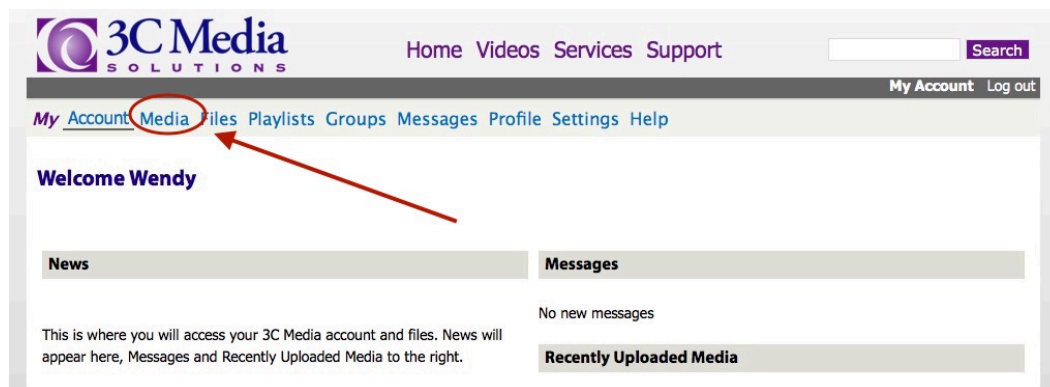 3C Media
SOLUTIONS
Home Videos Services Support
Search
My Account Log out
My Account Media Files Playlists Groups Messages Profile Settings Help
Welcome Wendy
News
Messages
No new messages
This is where you will access your 3C Media account and files. News will
appear here, Messages and Recently Uploaded Media to the right.
Recently Uploaded Media